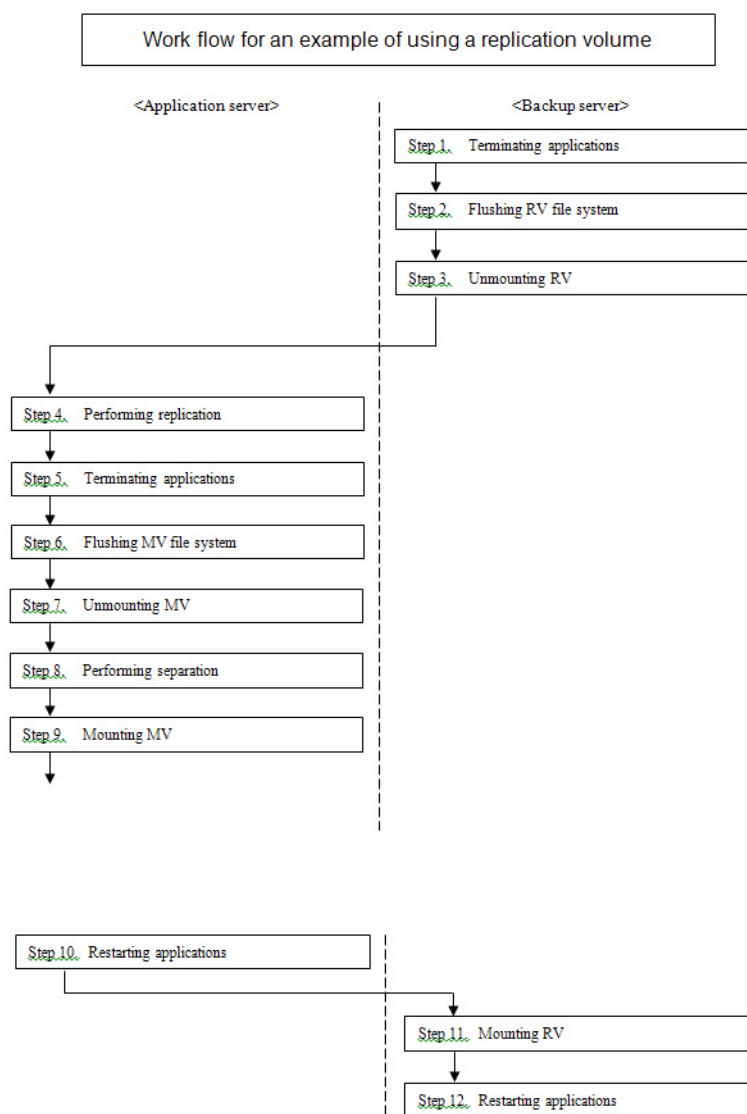 Work flow for an example of using a replication volume
<Application server>
<Backup server>
Step 1. Terminating applications
Step 2. Flushing RV file system
Step 3. Unmounting RV
Step 4. Performing replication
Step 5. Terminating applications
Step 6. Flushing MV file system
Step 7. Unmounting MV
Step 8. Performing separation
Step 9. Mounting MV
Step 10. Restarting applications
Step 11. Mounting RV
Step 12. Restarting applications